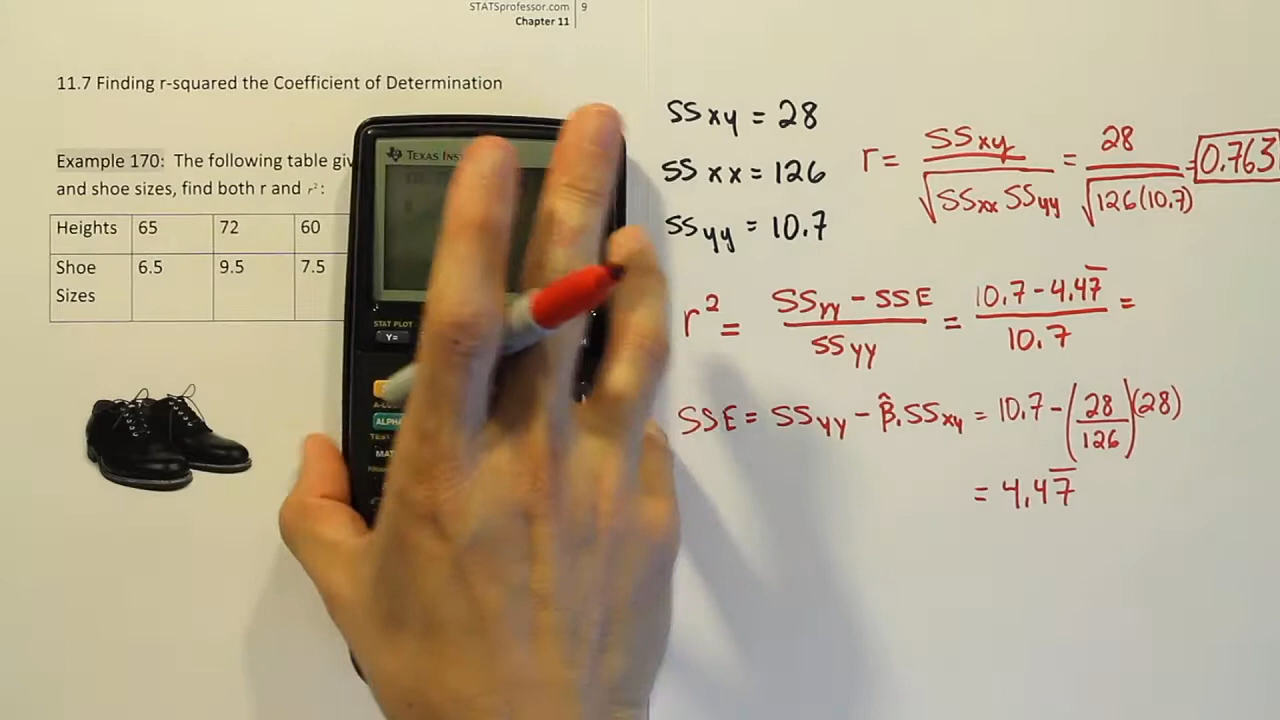 STATSprofessor.com 9
Chapter 11
11.7 Finding r-squared the Coefficient of Determination
Example 170: The following table
and shoe sizes, find both r and r²:
Heights 65 72 60
Shoe Sizes 6.5 9.5 7.5
TEXAS
STAT PLOT
Y=
SSxy = 28
SSxx = 126
SSyy = 10.7
r = SSxy / √SSxx SSyy = 28 / √126(10.7) = 0.763
r² = SSyy - SSE / SSyy = 10.7 - 4.47̅ / 10.7 =
SSE = SSyy - β̂₁SSxy = 10.7 - (28/126)(28)
= 4.47̅